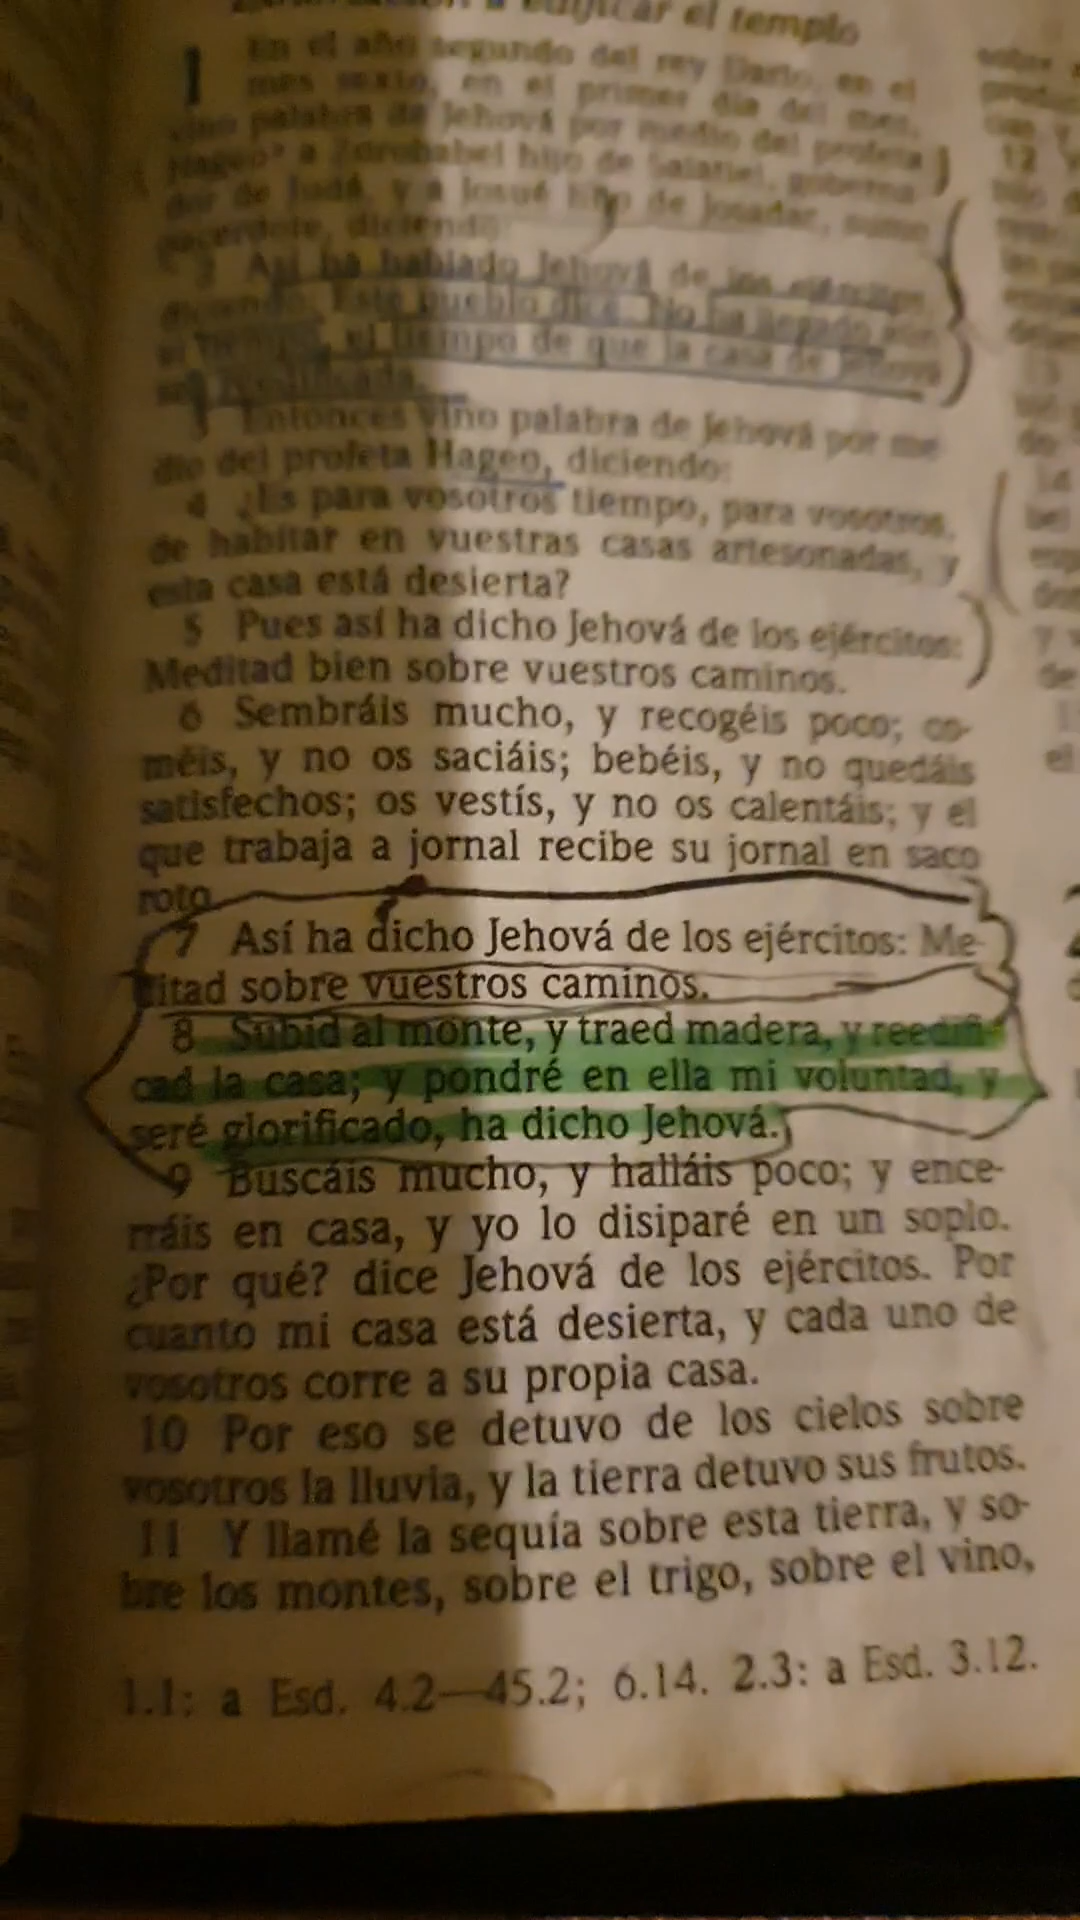 el templo
1 En el año segundo del rey Darío, en el
mes sexto, en el primer día del mes,
vino palabra de Jehová por medio del profeta
Hageo a Zorobabel hijo de Salatiel, goberna-
dor de Judá, y a Josué hijo de Josadac, sumo
sacerdote, diciendo:
2 Así ha hablado Jehová de los ejércitos,
diciendo: Este pueblo dice: No ha llegado aún
el tiempo, el tiempo de que la casa de Jehová
sea reedificada.
3 Entonces vino palabra de Jehová por me-
dio del profeta Hageo, diciendo:
4 ¿Es para vosotros tiempo, para vosotros,
de habitar en vuestras casas artesonadas, y
esta casa está desierta?
5 Pues así ha dicho Jehová de los ejércitos:
Meditad bien sobre vuestros caminos.
6 Sembráis mucho, y recogéis poco; co-
méis, y no os saciáis; bebéis, y no quedáis
satisfechos; os vestís, y no os calentáis; y el
que trabaja a jornal recibe su jornal en saco
roto.
7 Así ha dicho Jehová de los ejércitos: Me-
ditad sobre vuestros caminos.
8 Subid al monte, y traed madera, y reedifi-
cad la casa; y pondré en ella mi voluntad, y
seré glorificado, ha dicho Jehová.
9 Buscáis mucho, y halláis poco; y ence-
rráis en casa, y yo lo disiparé en un soplo.
¿Por qué? dice Jehová de los ejércitos. Por
cuanto mi casa está desierta, y cada uno de
vosotros corre a su propia casa.
10 Por eso se detuvo de los cielos sobre
vosotros la lluvia, y la tierra detuvo sus frutos.
11 Y llamé la sequía sobre esta tierra, y so-
bre los montes, sobre el trigo, sobre el vino,
1.1: a Esd. 4.2—45.2; 6.14. 2.3: a Esd. 3.12.
12
14